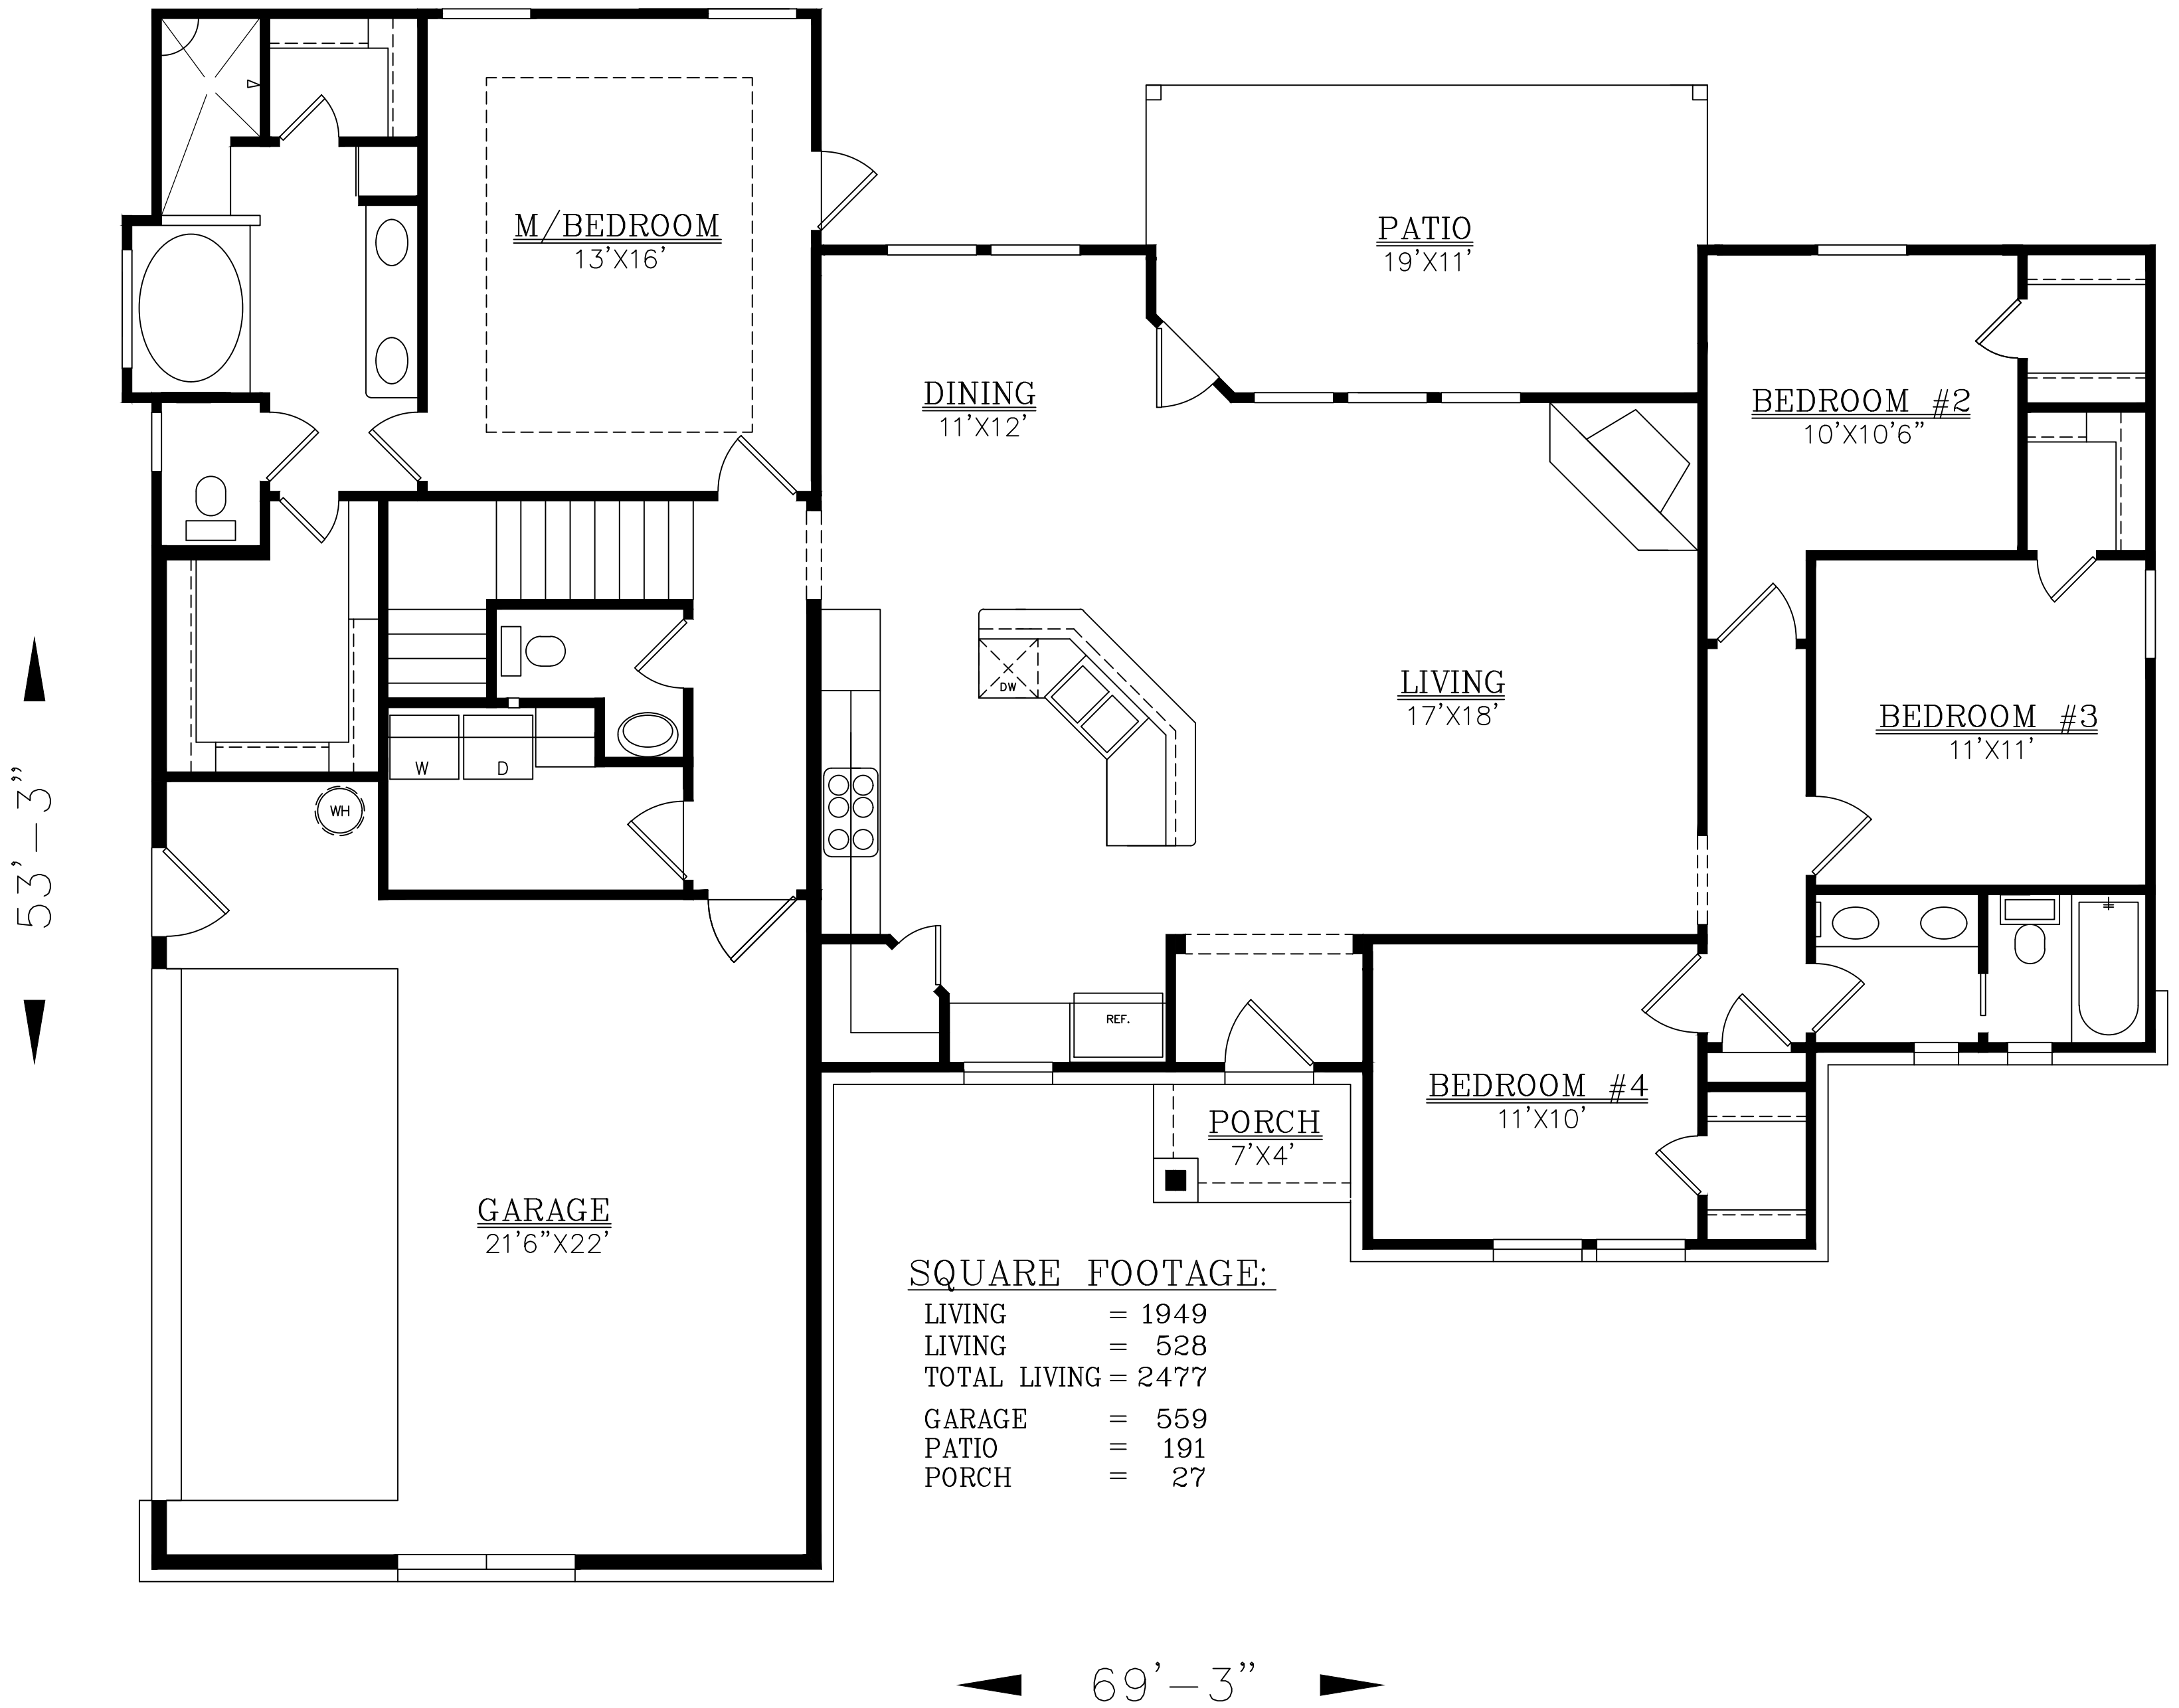 M/BEDROOM
13'X16'
PATIO
19'X11'
DINING
11'X12'
BEDROOM #2
10'X10'6"
LIVING
17'X18'
BEDROOM #3
11'X11'
DW
W
D
WH
53'-3"
REF.
BEDROOM #4
11'X10'
PORCH
7'X4'
GARAGE
21'6"X22'
SQUARE FOOTAGE:
LIVING = 1949
LIVING = 528
TOTAL LIVING = 2477
GARAGE = 559
PATIO = 191
PORCH = 27
69'-3"